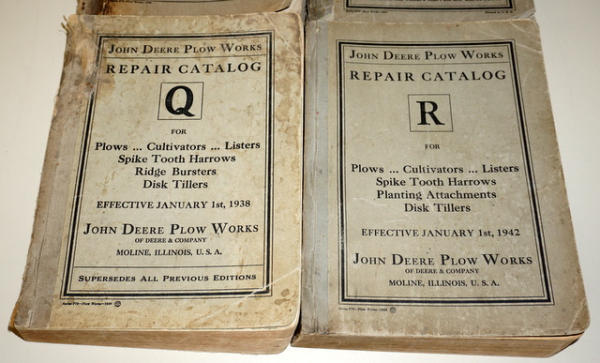 JOHN DEERE PLOW WORKS
REPAIR CATALOG
Q
FOR
Plows ... Cultivators ... Listers
Spike Tooth Harrows
Ridge Bursters
Disk Tillers
EFFECTIVE JANUARY 1st, 1938
JOHN DEERE PLOW WORKS
OF DEERE & COMPANY
MOLINE, ILLINOIS, U. S. A.
SUPERSEDES ALL PREVIOUS EDITIONS
JOHN DEERE PLOW WORKS
REPAIR CATALOG
R
FOR
Plows ... Cultivators ... Listers
Spike Tooth Harrows
Planting Attachments
Disk Tillers
EFFECTIVE JANUARY 1st, 1942
JOHN DEERE PLOW WORKS
OF DEERE & COMPANY
MOLINE, ILLINOIS, U. S. A.